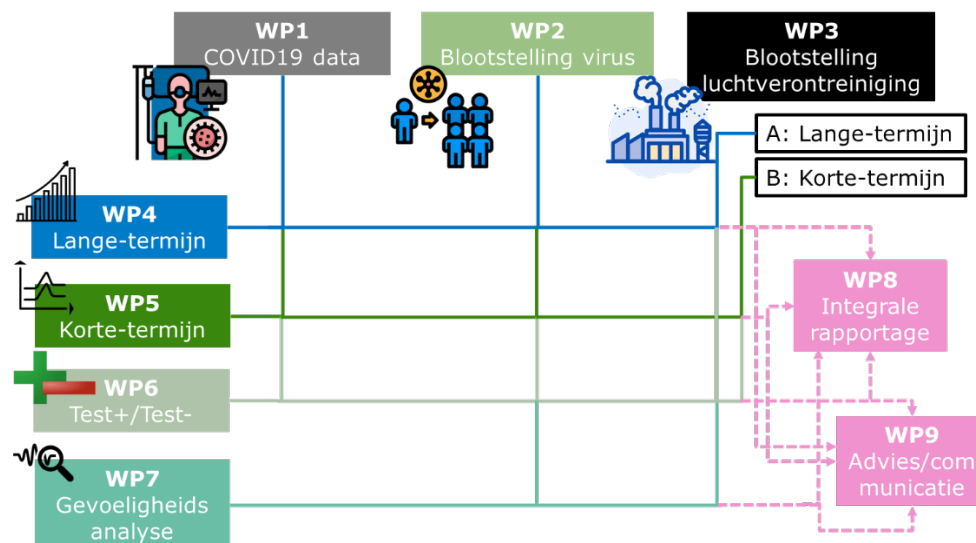 WP1
COVID19 data
WP2
Blootstelling virus
WP3
Blootstelling
luchtverontreiniging
A: Lange-termijn
B: Korte-termijn
WP4
Lange-termijn
WP5
Korte-termijn
WP6
Test+/Test-
WP7
Gevoeligheids
analyse
WP8
Integrale
rapportage
WP9
Advies/com
municatie